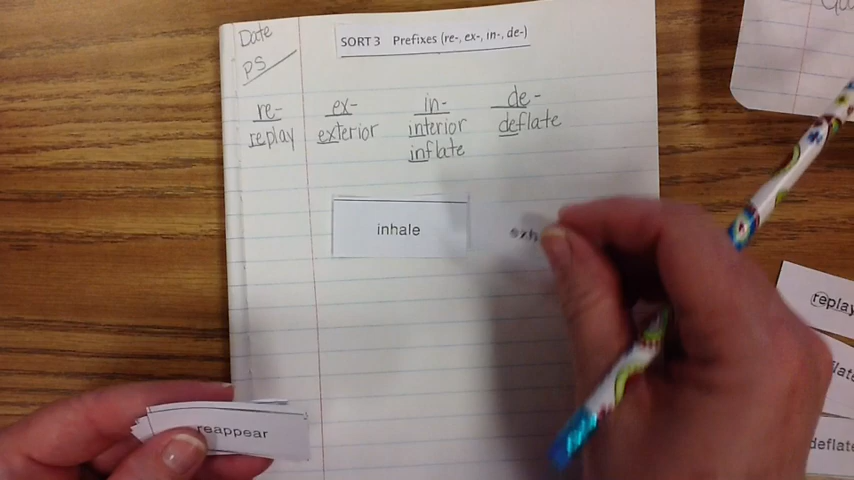 Date
PS
SORT 3 Prefixes (re-, ex-, in-, de-)
re- ex- in- de-
replay exterior interior deflate
inflate
inhale
reappear
replay
deflate